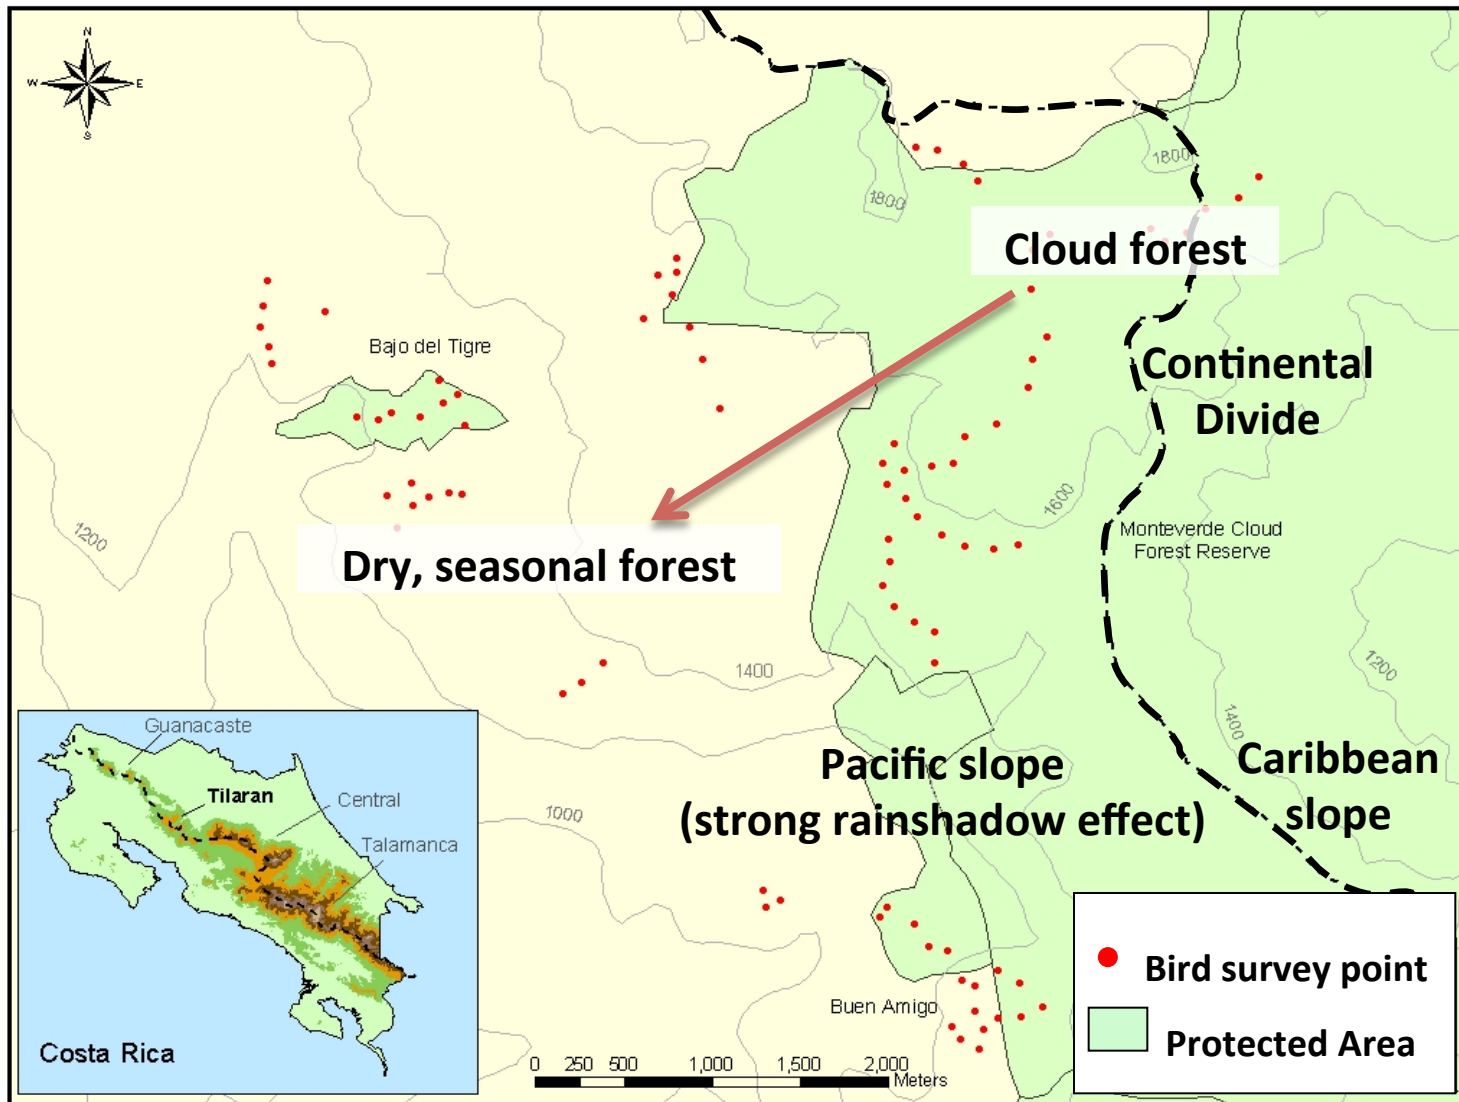 N
W
E
S
1800
1800
Cloud forest
Bajo del Tigre
Continental
Divide
1200
1600
Monteverde Cloud
Forest Reserve
Dry, seasonal forest
1400
1200
1400
Guanacaste
Tilaran
Central
Talamanca
Costa Rica
Pacific slope
(strong rainshadow effect)
Caribbean
slope
1000
Buen Amigo
0 250 500 1,000 1,500 2,000
Meters
Bird survey point
Protected Area